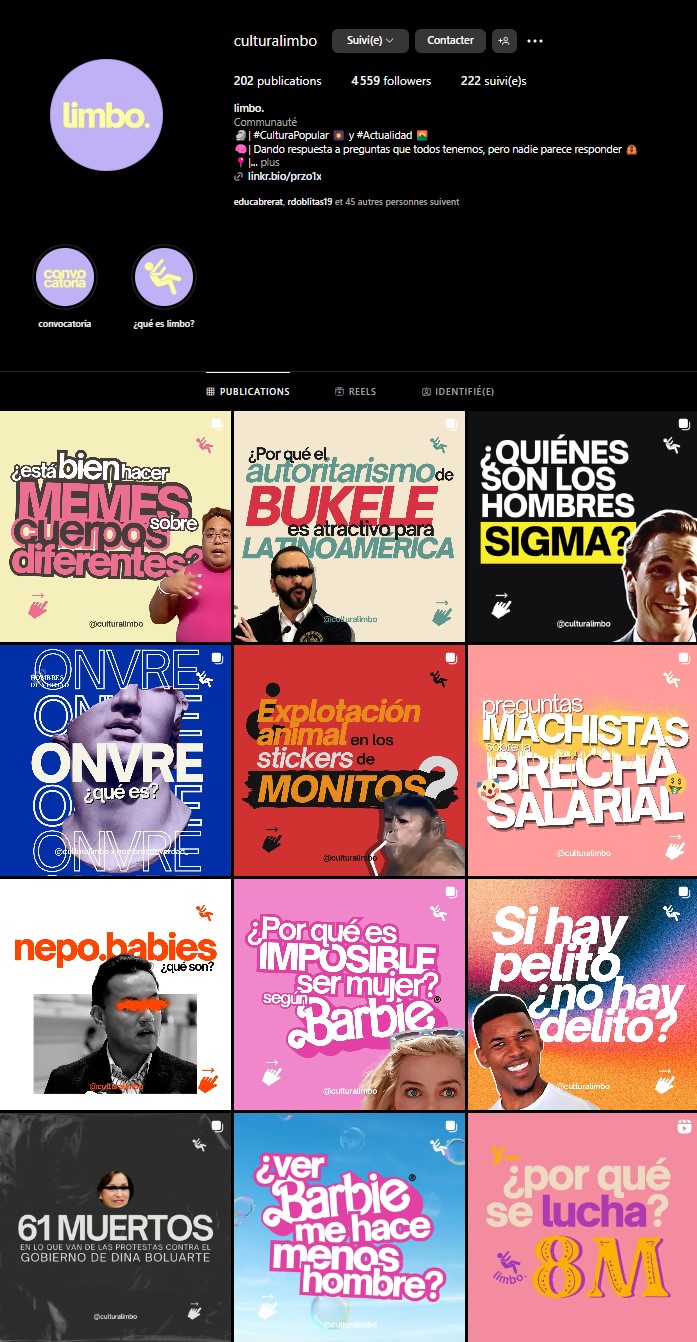 culturalimbo Suivi(e) Contacter
202 publications 4 559 followers 222 suivi(e)s
limbo.
limbo.
Communauté
🗿| #CulturaPopular 🎇 y #Actualidad 🌄
🧠| Dando respuesta a preguntas que todos tenemos, pero nadie parece responder 🦧
📍|... plus
linkr.bio/przo1x
educabrerat, rdoblitas19 et 45 autres personnes suivent
convo
catoria
convocatoria ¿qué es limbo?
PUBLICATIONS REELS IDENTIFIÉ(E)
¿está bien hacer
MEMES
sobre
cuerpos
diferentes?
@culturalimbo
¿Por qué el
autoritarismo de
BUKELE
es atractivo para
LATINOAMÉRICA
@culturalimbo
¿QUIÉNES
SON LOS
HOMBRES
SIGMA?
@culturalimbo
ONVRE
HOMBRES
ONVRE
¿qué es?
ONVRE
Explotación
animal en los
stickers de
MONITOS?
@culturalimbo
preguntas
MACHISTAS
sobre la
BRECHA
SALARIAL
@culturalimbo
nepo.babies
¿qué son?
@culturalimbo
¿Por qué es
IMPOSIBLE
ser mujer?
según
Barbie®
@culturalimbo
Si hay
pelito
¿no hay
delito?
@culturalimbo
61 MUERTOS
EN LO QUE VAN DE LAS PROTESTAS CONTRA EL
GOBIERNO DE DINA BOLUARTE
@culturalimbo
¿ver
Barbie®
me hace
menos
hombre?
@culturalimbo
y...
¿por qué
se lucha?
8M
limbo.